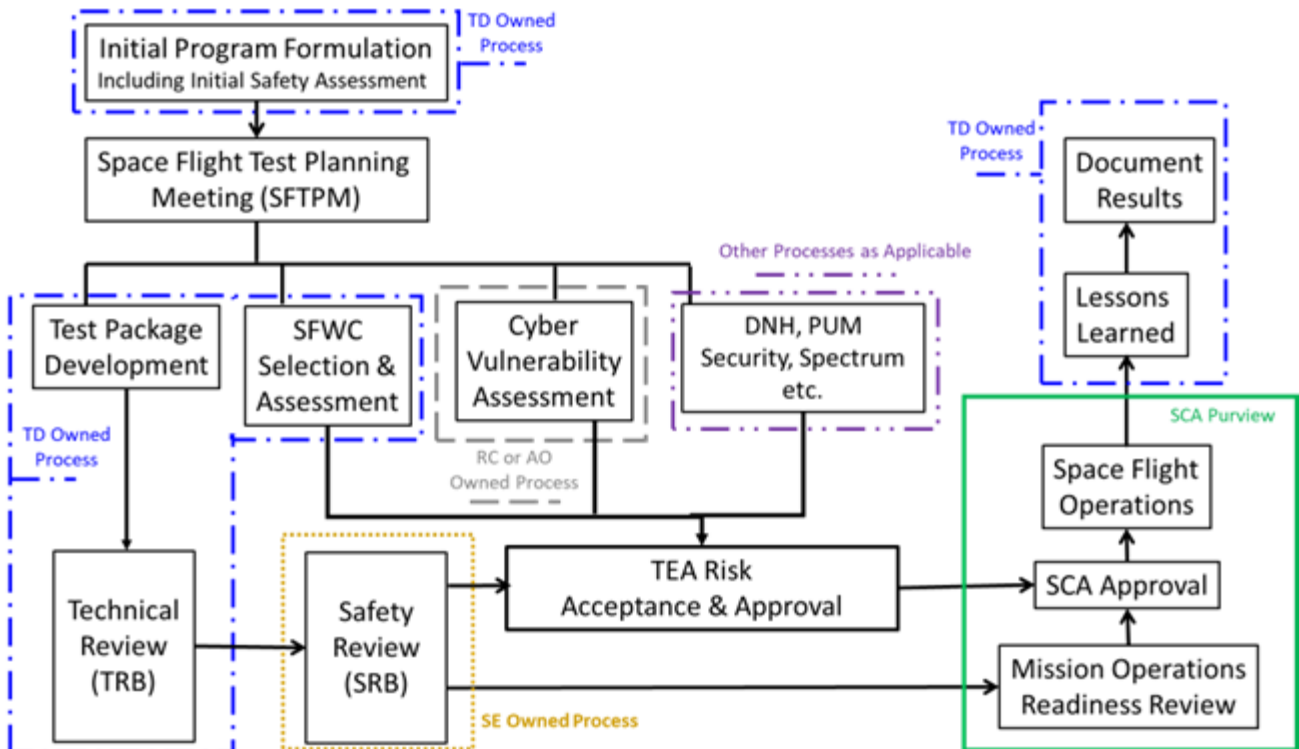 TD Owned
Process
Initial Program Formulation
Including Initial Safety Assessment
Space Flight Test Planning
Meeting (SFTPM)
TD Owned
Process
Document
Results
Other Processes as Applicable
Lessons
Learned
Test Package
Development
SFWC
Selection &
Assessment
Cyber
Vulnerability
Assessment
DNH, PUM
Security, Spectrum
etc.
TD Owned
Process
RC or AO
Owned Process
SCA Purview
Space Flight
Operations
Technical
Review
(TRB)
Safety
Review
(SRB)
TEA Risk
Acceptance & Approval
SCA Approval
Mission Operations
Readiness Review
SE Owned Process